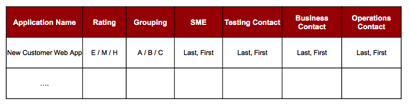 Application Name Rating Grouping SME Testing Contact Business Contact Operations Contact
New Customer Web App E / M / H A / B / C Last, First Last, First Last, First Last, First
….